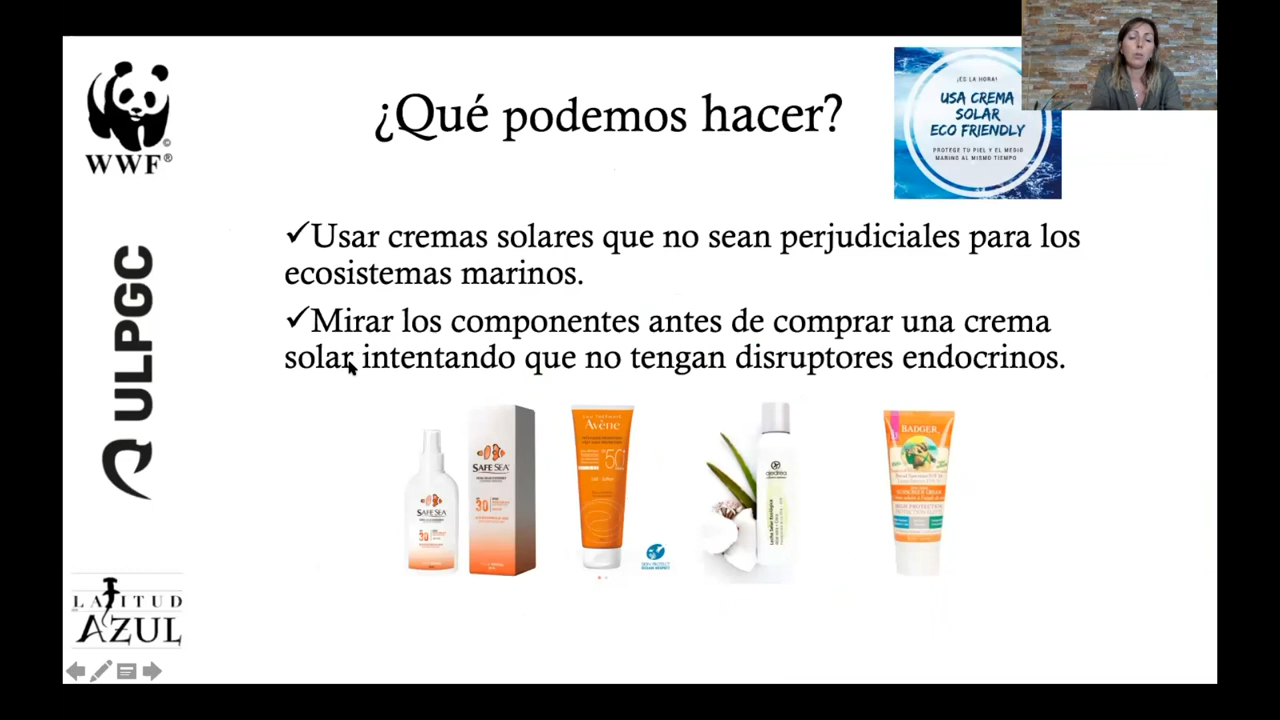 WWF®
¿Qué podemos hacer?
¡ES LA HORA!
USA CREMA
SOLAR
ECO FRIENDLY
PROTEGE TU PIEL Y EL MEDIO
MARINO AL MISMO TIEMPO
ULPGC
✓Usar cremas solares que no sean perjudiciales para los
ecosistemas marinos.
✓Mirar los componentes antes de comprar una crema
solar intentando que no tengan disruptores endocrinos.
SAFE SEA
30
SAFE SEA
30
Avène
50+
BADGER
LATITUD
AZUL